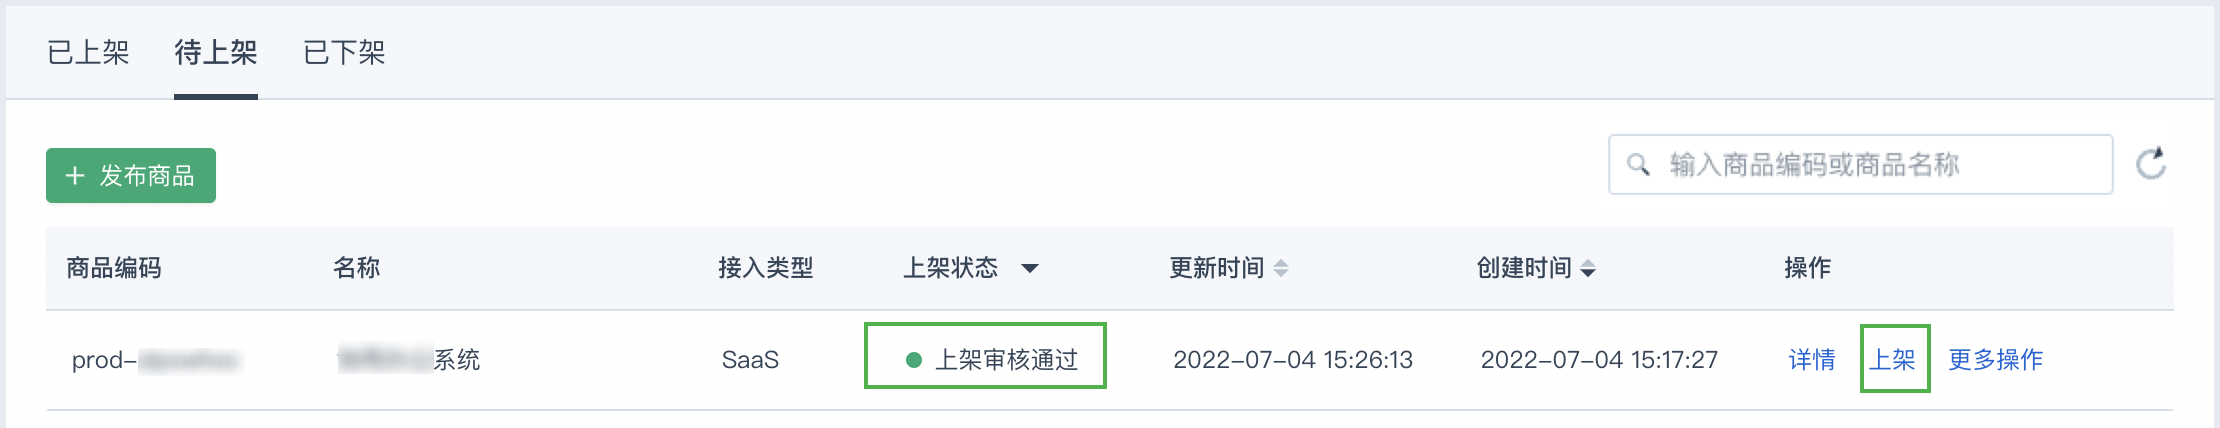 已上架 待上架 已下架
+ 发布商品 输入商品编码或商品名称
商品编码 名称 接入类型 上架状态 更新时间 创建时间 操作
prod- 系统 SaaS 上架审核通过 2022-07-04 15:26:13 2022-07-04 15:17:27 详情 上架 更多操作